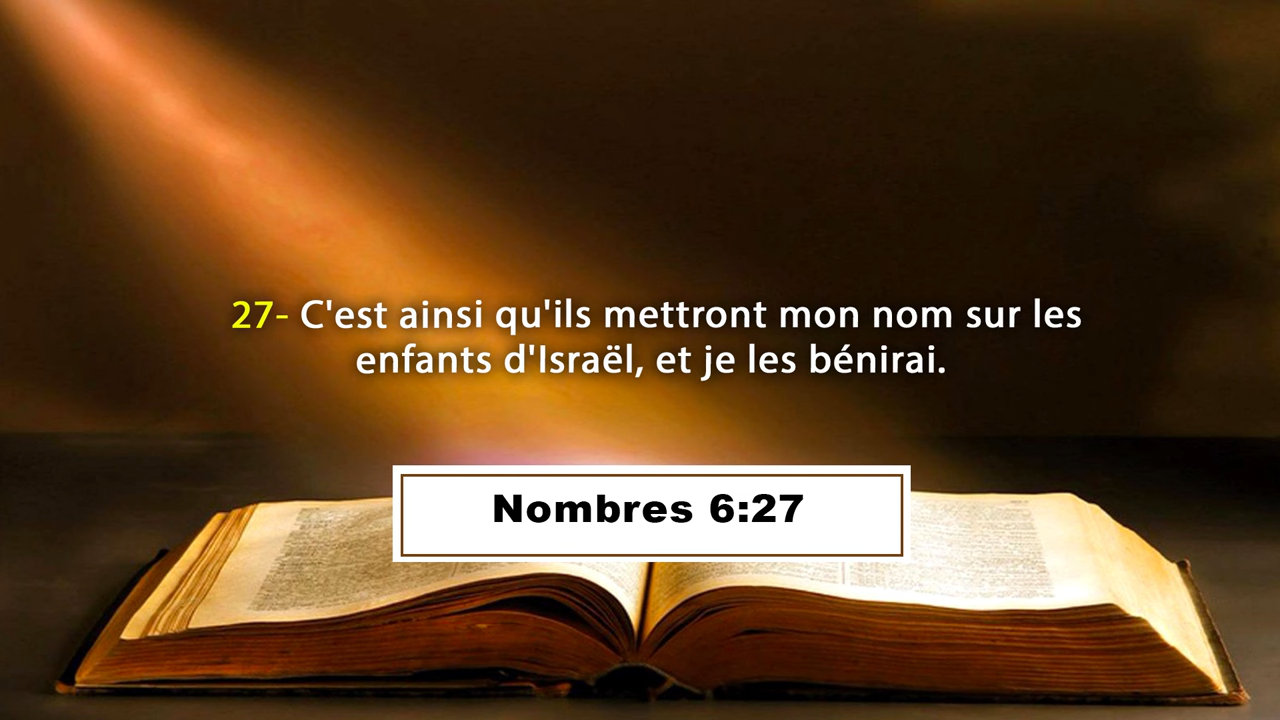 27- C'est ainsi qu'ils mettront mon nom sur les
enfants d'Israël, et je les bénirai.
Nombres 6:27